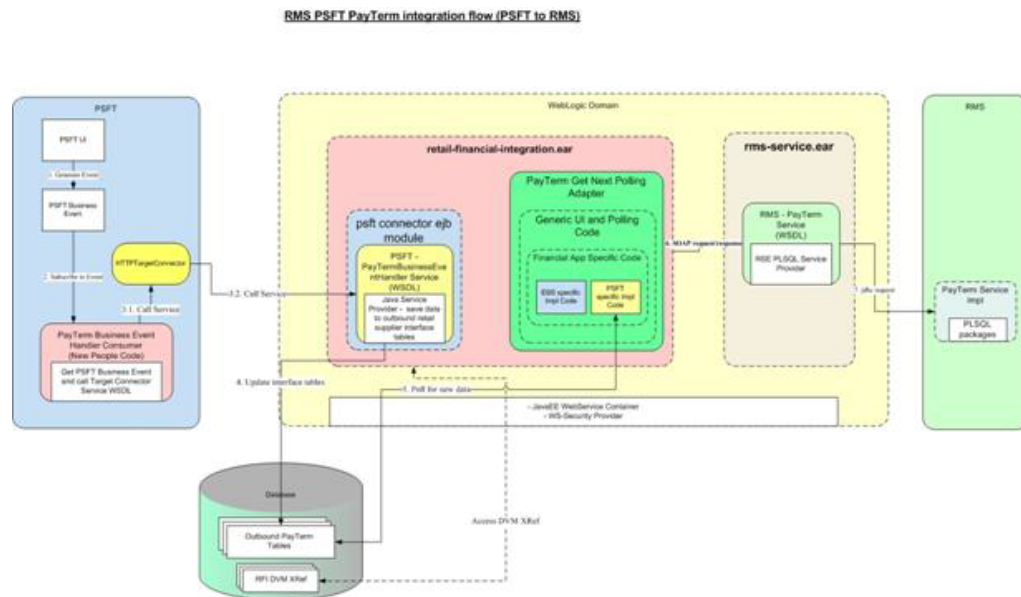 RMS PSFT PayTerm integration flow (PSFT to RMS)
PSFT
PSFT UI
1. Generate Event
PSFT Business
Event
2. Subscribe to Event
HTTPTargetConnector
3.1. Call Service
PayTerm Business Event
Handler Consumer
(New People Code)
Get PSFT Business Event
and call Target Connector
Service WSDL
3.2. Call Service
WebLogic Domain
retail-financial-integration.ear
psft connector ejb
module
PSFT -
PayTermBusinessEve
ntHandler Service
(WSDL)
Java Service
Provider - save data
to outbound retail
supplier interface
tables
PayTerm Get Next Polling
Adapter
Generic UI and Polling
Code
Financial App Specific Code
EBS specific
Impl Code
PSFT
specific Impl
Code
6. SOAP request/response
rms-service.ear
RMS - PayTerm
Service
(WSDL)
RSE PLSQL Service
Provider
RMS
PayTerm Service
Impl
PLSQL
packages
4. Update interface tables
5. Poll for new data
- JavaEE WebService Container
- WS-Security Provider
Database
Outbound PayTerm
Tables
RFI DVM XRef
Access DVM XRef